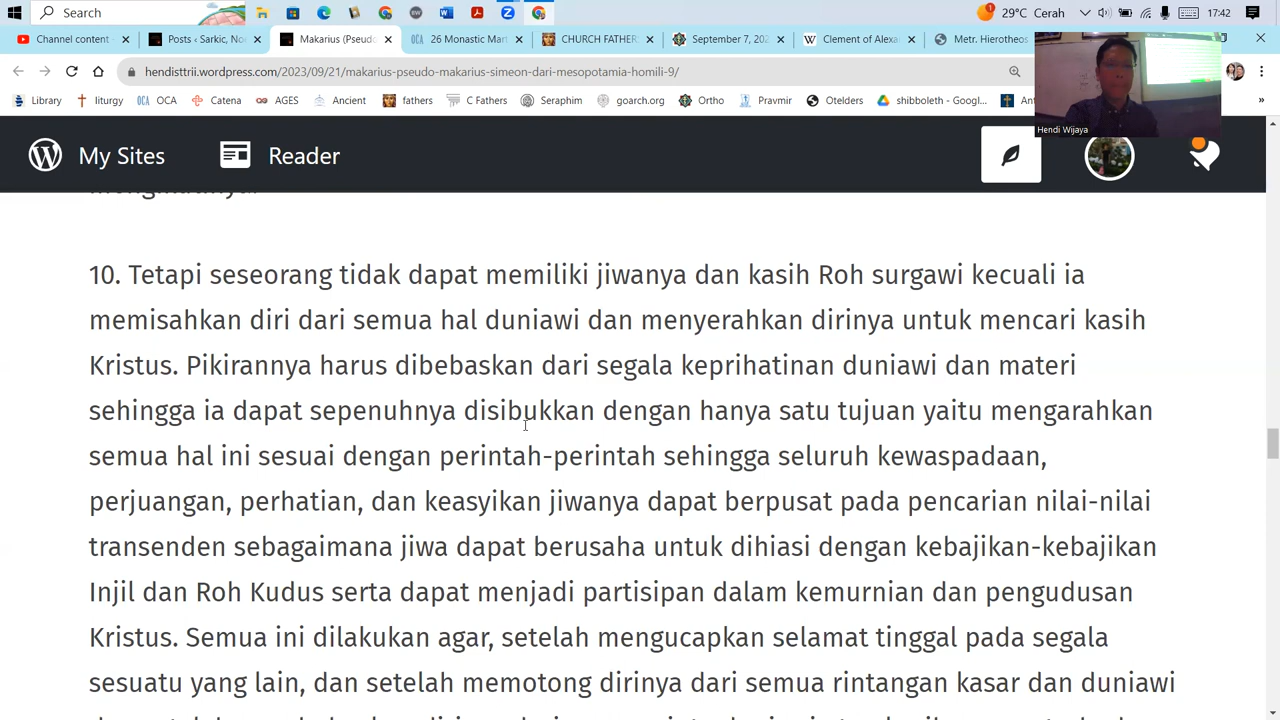 Search
29°C Cerah
17:42
Channel content -
Posts ‹ Sarkic, No
Makarius (Pseud
26 Monastic Mar
CHURCH FATHER
September 7, 202
Clement of Alexa
Metr. Hierotheos
hendisttrii.wordpress.com/2023/09/21/makarius-pseudo-makarius-simeon-dari-mesopotamia-homili-9/
Library
liturgy
OCA
Catena
AGES
Ancient
fathers
C Fathers
Seraphim
goarch.org
Ortho
Pravmir
Otelders
shibboleth - Googl...
Hendi Wijaya
My Sites
Reader
10. Tetapi seseorang tidak dapat memiliki jiwanya dan kasih Roh surgawi kecuali ia
memisahkan diri dari semua hal duniawi dan menyerahkan dirinya untuk mencari kasih
Kristus. Pikirannya harus dibebaskan dari segala keprihatinan duniawi dan materi
sehingga ia dapat sepenuhnya disibukkan dengan hanya satu tujuan yaitu mengarahkan
semua hal ini sesuai dengan perintah-perintah sehingga seluruh kewaspadaan,
perjuangan, perhatian, dan keasyikan jiwanya dapat berpusat pada pencarian nilai-nilai
transenden sebagaimana jiwa dapat berusaha untuk dihiasi dengan kebajikan-kebajikan
Injil dan Roh Kudus serta dapat menjadi partisipan dalam kemurnian dan pengudusan
Kristus. Semua ini dilakukan agar, setelah mengucapkan selamat tinggal pada segala
sesuatu yang lain, dan setelah memotong dirinya dari semua rintangan kasar dan duniawi